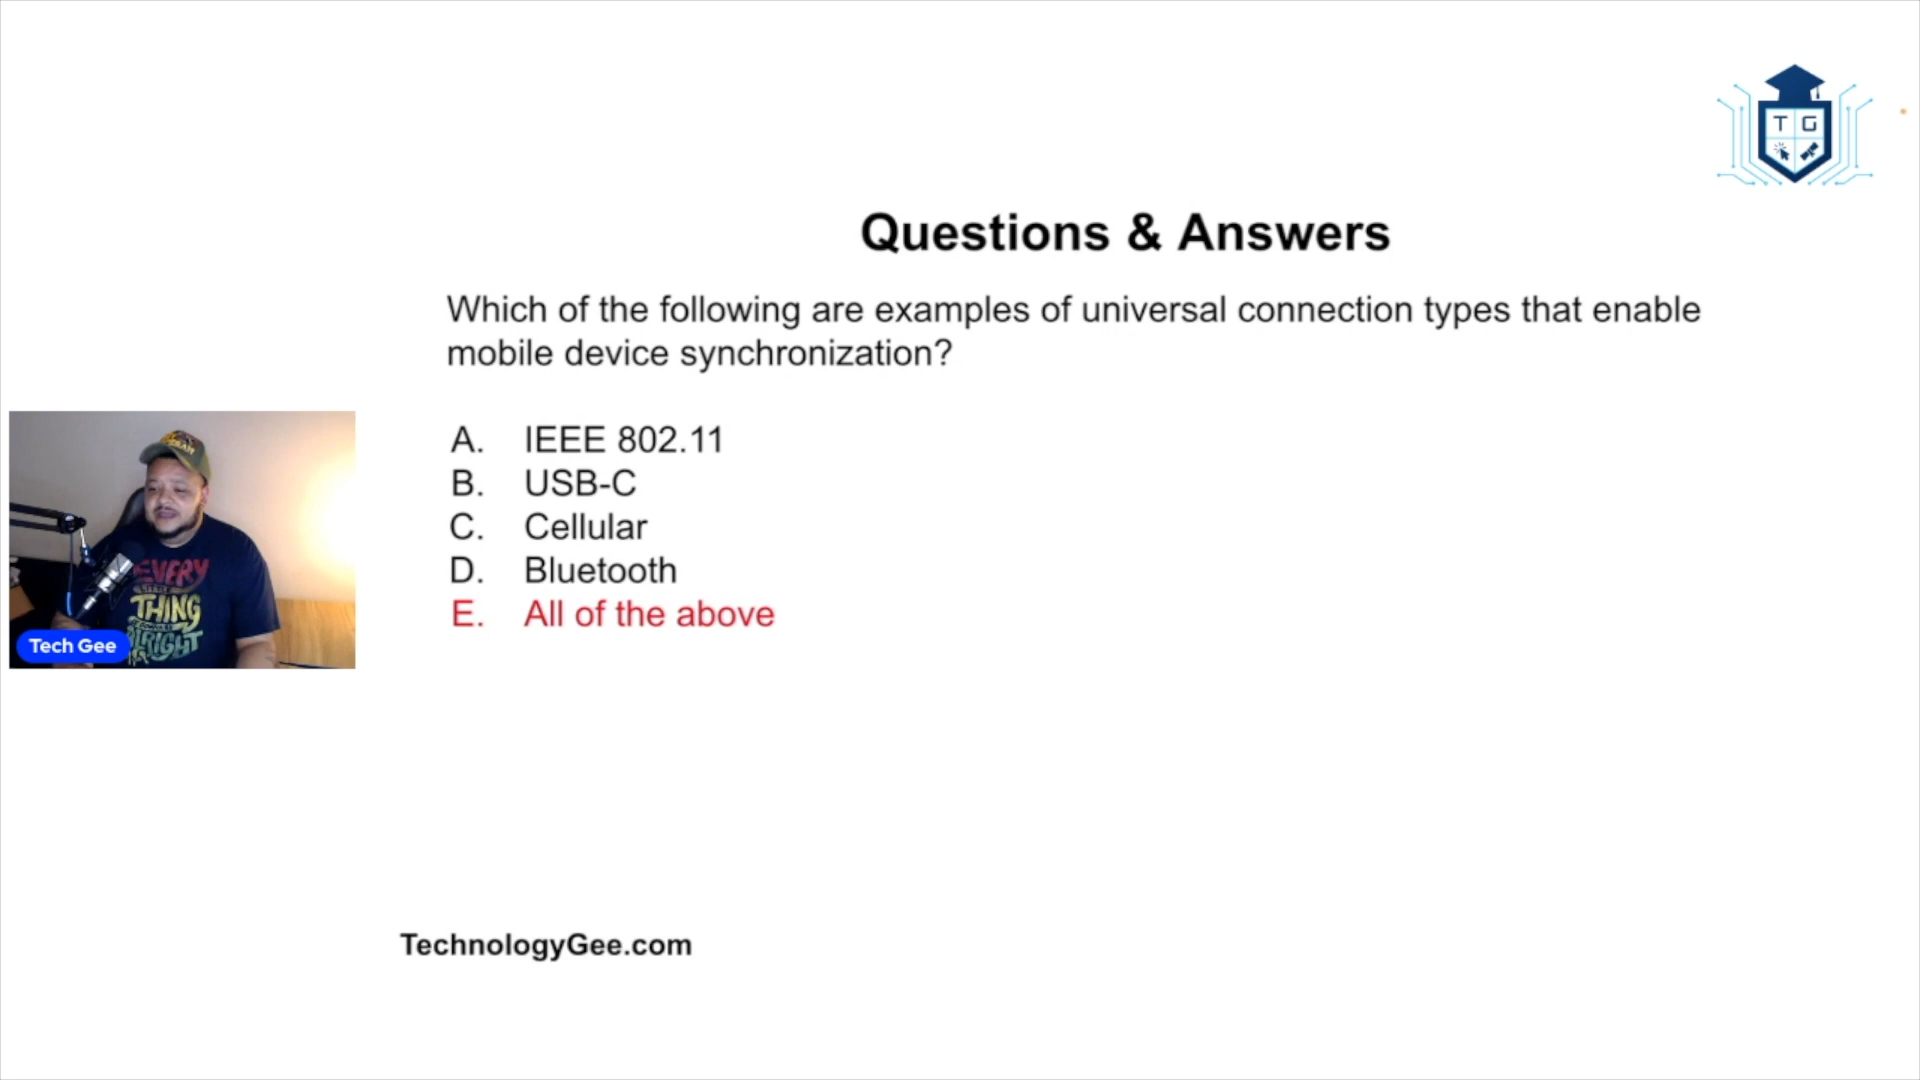 T G
Questions & Answers
Which of the following are examples of universal connection types that enable
mobile device synchronization?
A. IEEE 802.11
B. USB-C
C. Cellular
D. Bluetooth
E. All of the above
EVERY
THING
Tech Gee
TechnologyGee.com